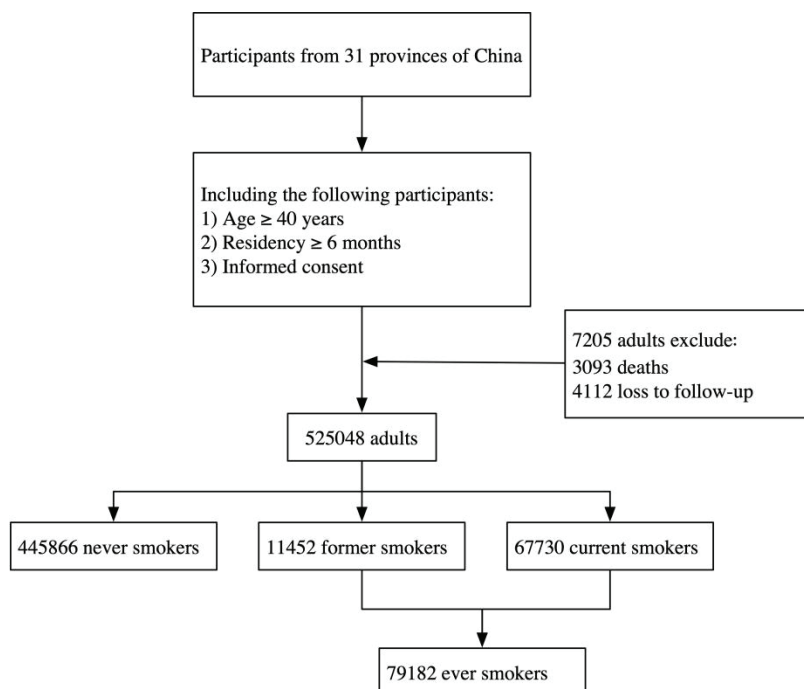 Participants from 31 provinces of China
Including the following participants:
1) Age ≥ 40 years
2) Residency ≥ 6 months
3) Informed consent
7205 adults exclude:
3093 deaths
4112 loss to follow-up
525048 adults
445866 never smokers
11452 former smokers
67730 current smokers
79182 ever smokers